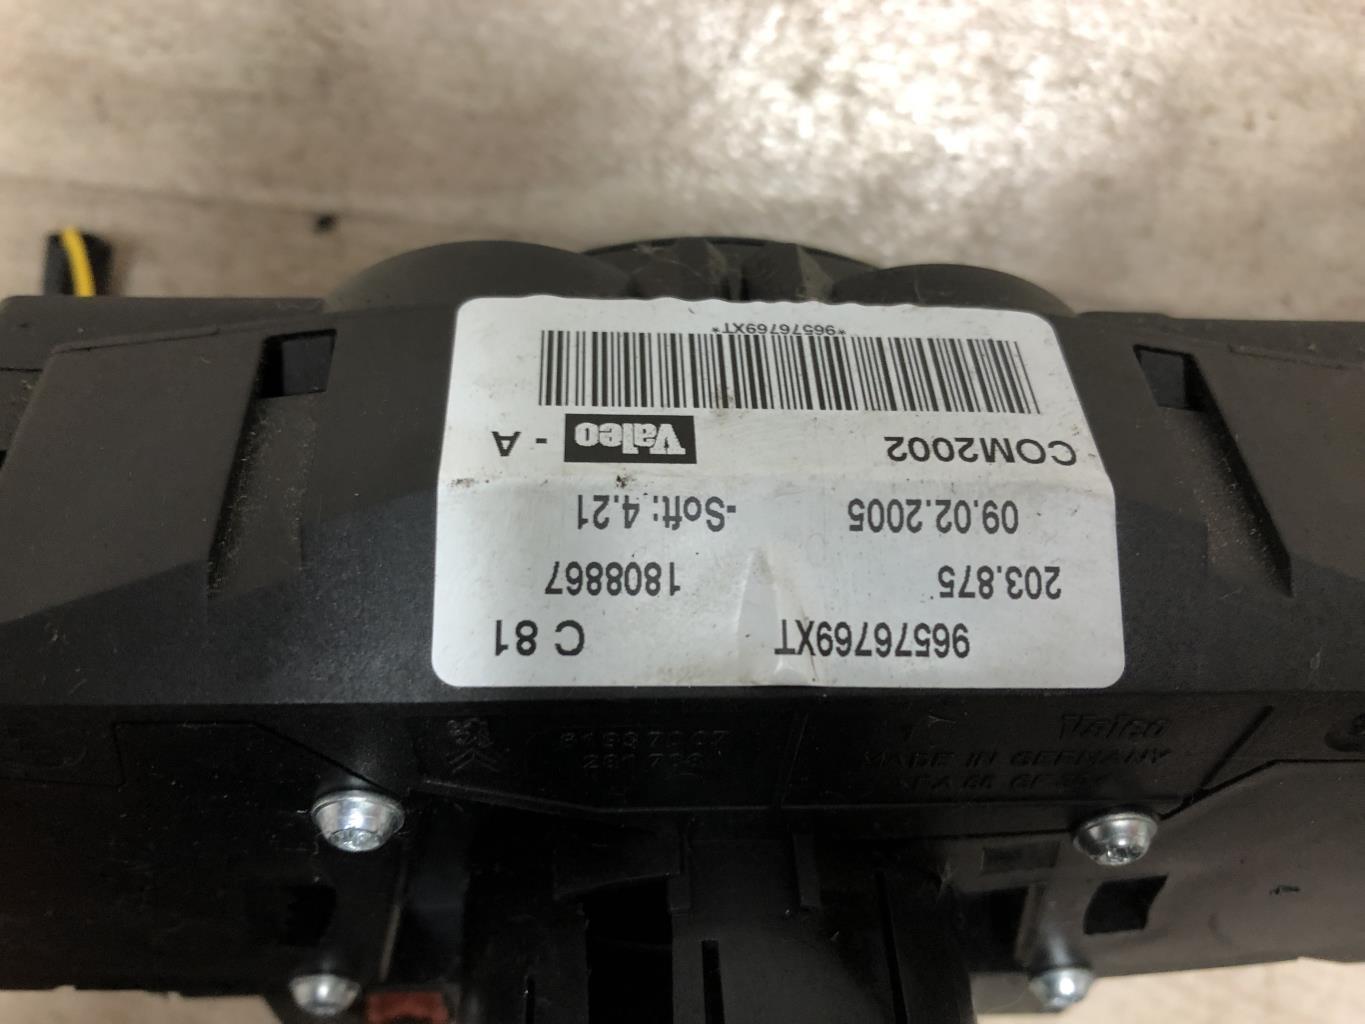 96576769XT C 81
203.875 1808867
09.02.2005 -Soft: 4.21
COM2002 Valeo - A
*96576769XT*
Valeo
MADE IN GERMANY